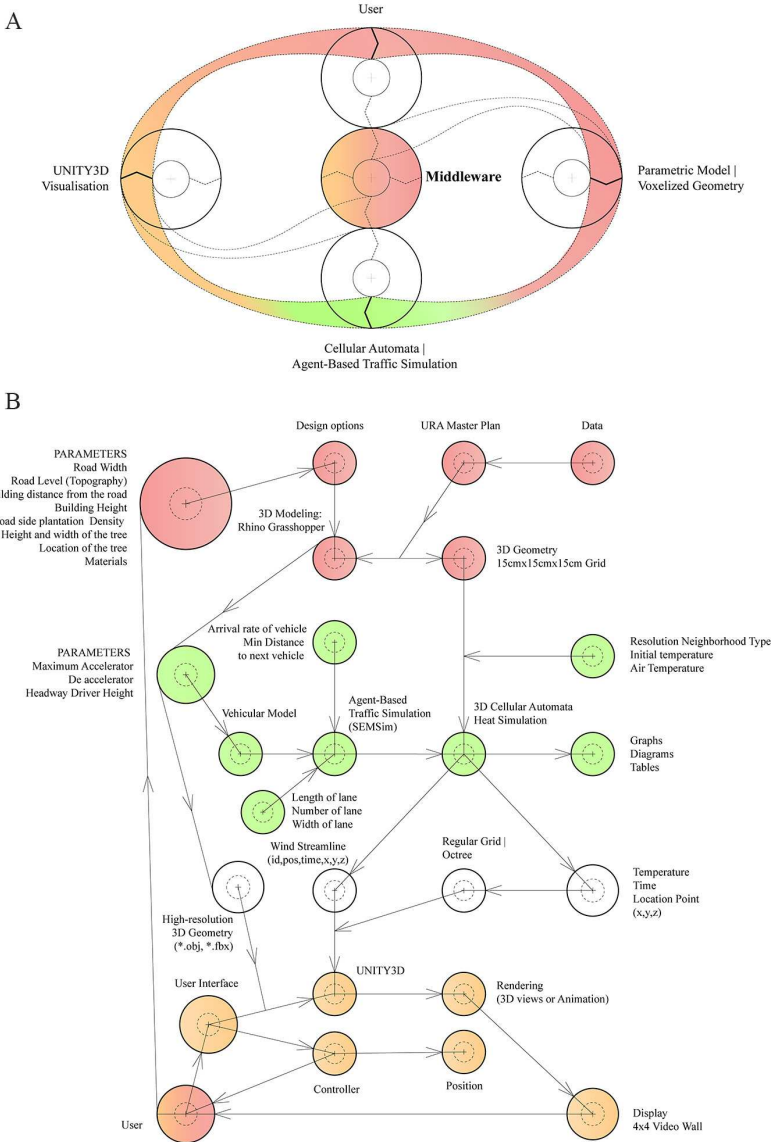 A
User
UNITY3D
Visualisation
Middleware
Parametric Model |
Voxelized Geometry
Cellular Automata |
Agent-Based Traffic Simulation
B
Design options
URA Master Plan
Data
PARAMETERS
Road Width
Road Level (Topography)
distance from the road
Building Height
side plantation Density
Height and width of the tree
Location of the tree
Materials
3D Modeling:
Rhino Grasshopper
3D Geometry
15cmx15cmx15cm Grid
Arrival rate of vehicle
Min Distance
to next vehicle
Resolution Neighborhood Type
Initial temperature
Air Temperature
PARAMETERS
Maximum Accelerator
De accelerator
Headway Driver Height
Vehicular Model
Agent-Based
Traffic Simulation
(SEMSim)
3D Cellular Automata
Heat Simulation
Graphs
Diagrams
Tables
Length of lane
Number of lane
Width of lane
Wind Streamline
(id,pos,time,x,y,z)
Regular Grid |
Octree
Temperature
Time
Location Point
(x,y,z)
High-resolution
3D Geometry
(*.obj, *.fbx)
UNITY3D
User Interface
Rendering
(3D views or Animation)
Controller
Position
User
Display
4x4 Video Wall